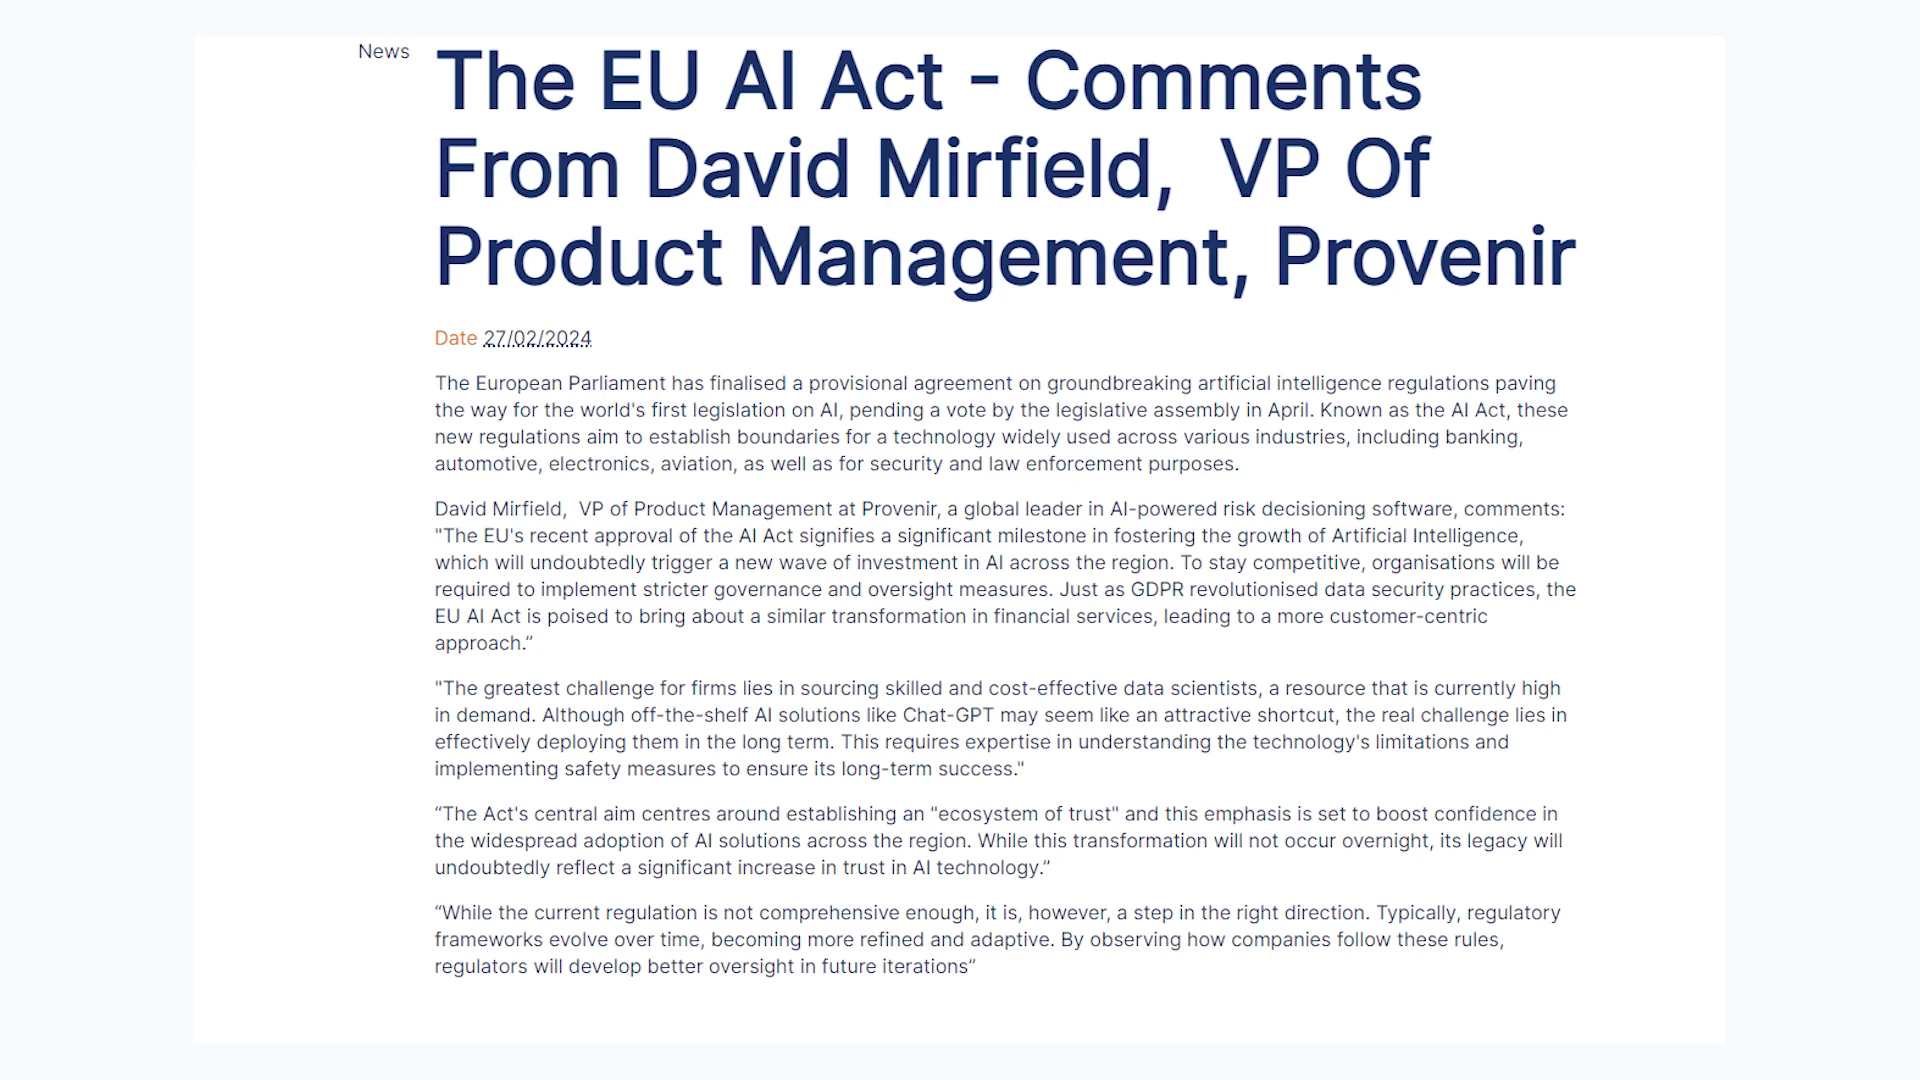 News
The EU AI Act - Comments
From David Mirfield,  VP Of
Product Management, Provenir
Date 27/02/2024
The European Parliament has finalised a provisional agreement on groundbreaking artificial intelligence regulations paving
the way for the world's first legislation on AI, pending a vote by the legislative assembly in April. Known as the AI Act, these
new regulations aim to establish boundaries for a technology widely used across various industries, including banking,
automotive, electronics, aviation, as well as for security and law enforcement purposes.
David Mirfield,  VP of Product Management at Provenir, a global leader in AI-powered risk decisioning software, comments:
"The EU's recent approval of the AI Act signifies a significant milestone in fostering the growth of Artificial Intelligence,
which will undoubtedly trigger a new wave of investment in AI across the region. To stay competitive, organisations will be
required to implement stricter governance and oversight measures. Just as GDPR revolutionised data security practices, the
EU AI Act is poised to bring about a similar transformation in financial services, leading to a more customer-centric
approach.”
"The greatest challenge for firms lies in sourcing skilled and cost-effective data scientists, a resource that is currently high
in demand. Although off-the-shelf AI solutions like Chat-GPT may seem like an attractive shortcut, the real challenge lies in
effectively deploying them in the long term. This requires expertise in understanding the technology's limitations and
implementing safety measures to ensure its long-term success."
“The Act's central aim centres around establishing an "ecosystem of trust" and this emphasis is set to boost confidence in
the widespread adoption of AI solutions across the region. While this transformation will not occur overnight, its legacy will
undoubtedly reflect a significant increase in trust in AI technology.”
“While the current regulation is not comprehensive enough, it is, however, a step in the right direction. Typically, regulatory
frameworks evolve over time, becoming more refined and adaptive. By observing how companies follow these rules,
regulators will develop better oversight in future iterations”